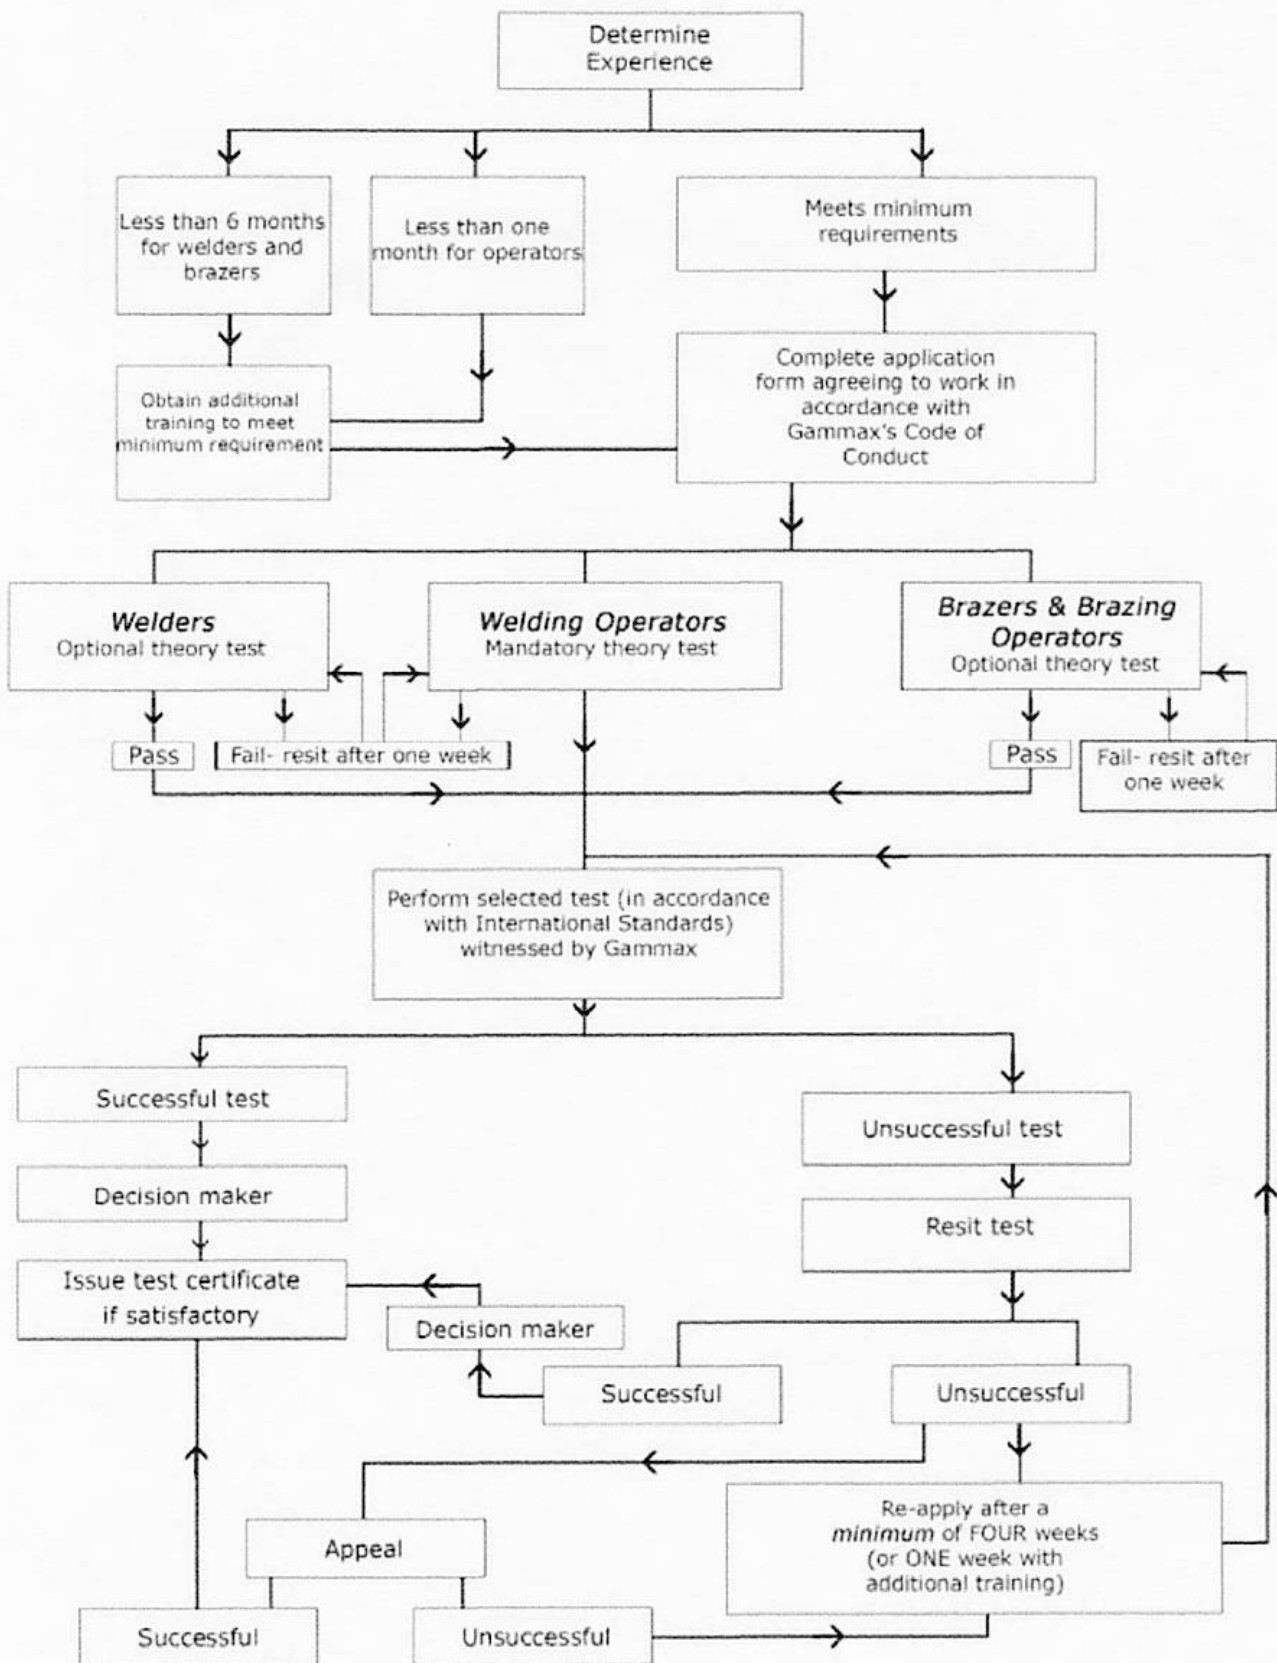 Determine
Experience
Less than 6 months
for welders and
brazers
Less than one
month for operators
Meets minimum
requirements
Obtain additional
training to meet
minimum requirement
Complete application
form agreeing to work in
accordance with
Gammax's Code of
Conduct
Welders
Optional theory test
Welding Operators
Mandatory theory test
Brazers & Brazing
Operators
Optional theory test
Pass
Fail- resit after one week
Pass
Fail- resit after
one week
Perform selected test (in accordance
with International Standards)
witnessed by Gammax
Successful test
Unsuccessful test
Decision maker
Resit test
Issue test certificate
if satisfactory
Decision maker
Successful
Unsuccessful
Re-apply after a
minimum of FOUR weeks
(or ONE week with
additional training)
Appeal
Successful
Unsuccessful